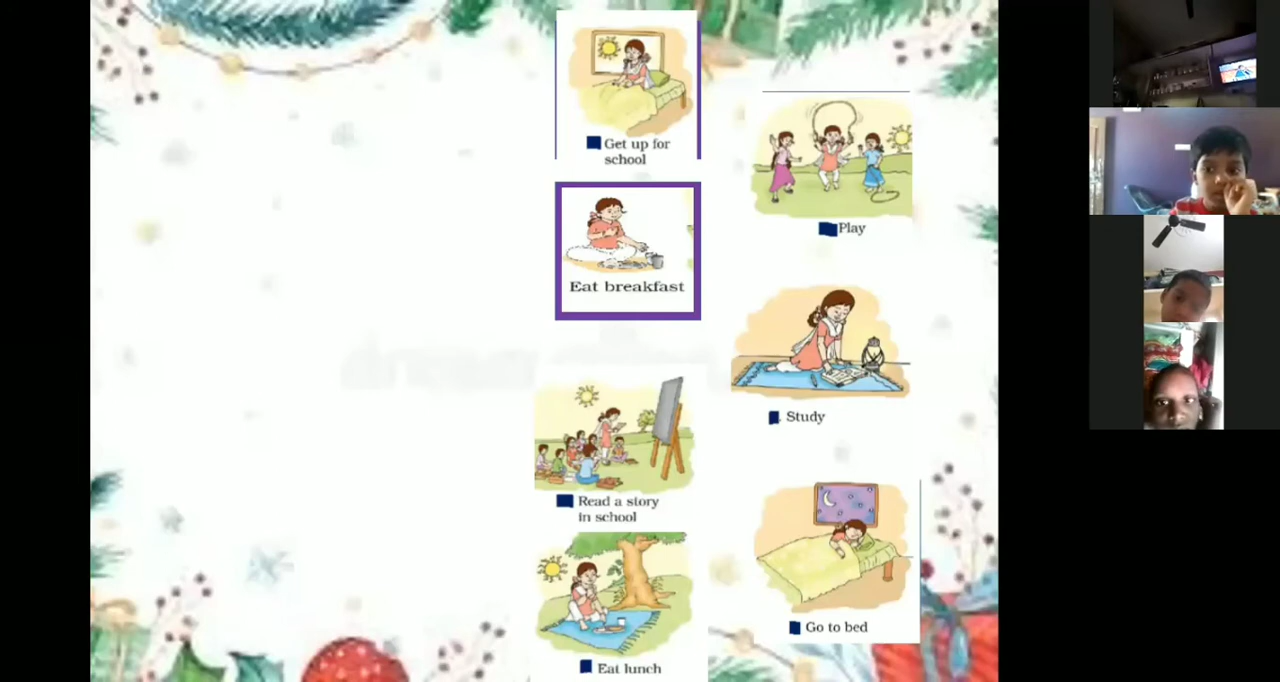 Get up for
school
Eat breakfast
Read a story
in school
Eat lunch
Play
Study
Go to bed